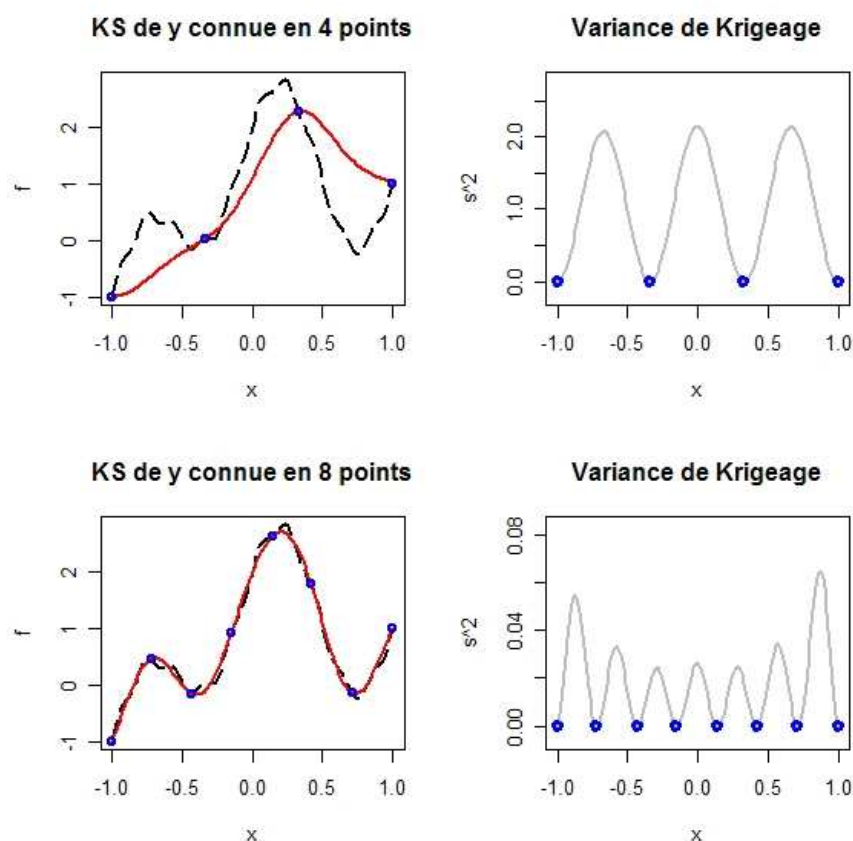 KS de y connue en 4 points
Variance de Krigeage
f
2
1
0
-1
-1.0 -0.5 0.0 0.5 1.0
x
s^2
2.0
1.0
0.0
-1.0 -0.5 0.0 0.5 1.0
x
KS de y connue en 8 points
Variance de Krigeage
f
2
1
0
-1
-1.0 -0.5 0.0 0.5 1.0
x
s^2
0.08
0.04
0.00
-1.0 -0.5 0.0 0.5 1.0
x